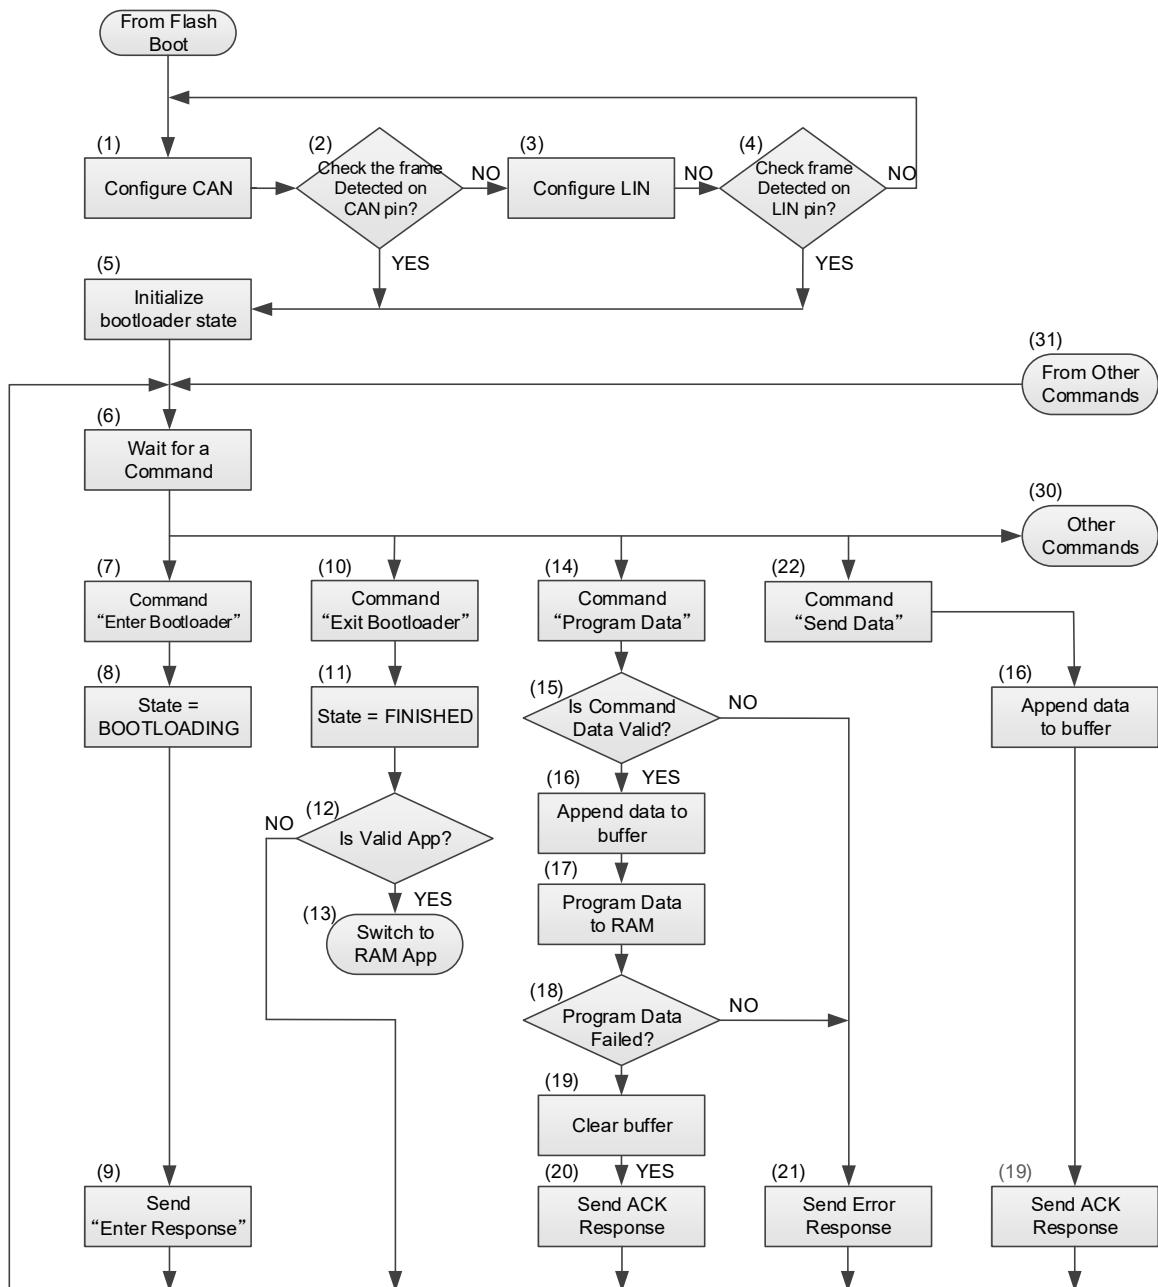 From Flash
Boot
(1)
Configure CAN
(2)
Check the frame
Detected on
CAN pin?
NO
YES
(3)
Configure LIN
NO
(4)
Check frame
Detected on
LIN pin?
NO
YES
(5)
Initialize
bootloader state
(31)
From Other
Commands
(6)
Wait for a
Command
(30)
Other
Commands
(7)
Command
“Enter Bootloader”
(8)
State =
BOOTLOADING
(9)
Send
“Enter Response”
(10)
Command
“Exit Bootloader”
(11)
State = FINISHED
(12)
Is Valid App?
NO
YES
(13)
Switch to
RAM App
(14)
Command
“Program Data”
(15)
Is Command
Data Valid?
NO
YES
(16)
Append data to
buffer
(17)
Program Data
to RAM
(18)
Program Data
Failed?
NO
(19)
Clear buffer
YES
(20)
Send ACK
Response
(21)
Send Error
Response
(22)
Command
“Send Data”
(16)
Append data
to buffer
(19)
Send ACK
Response